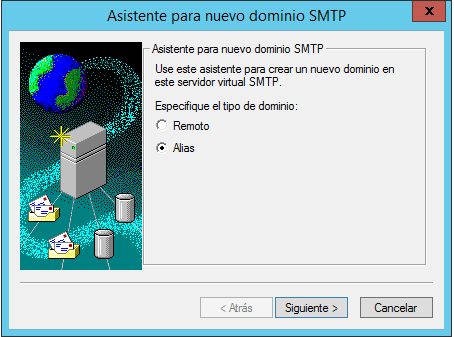 Asistente para nuevo dominio SMTP
x
Asistente para nuevo dominio SMTP
Use este asistente para crear un nuevo dominio en
este servidor virtual SMTP.
Especifique el tipo de dominio:
Remoto
Alias
< Atrás
Siguiente >
Cancelar